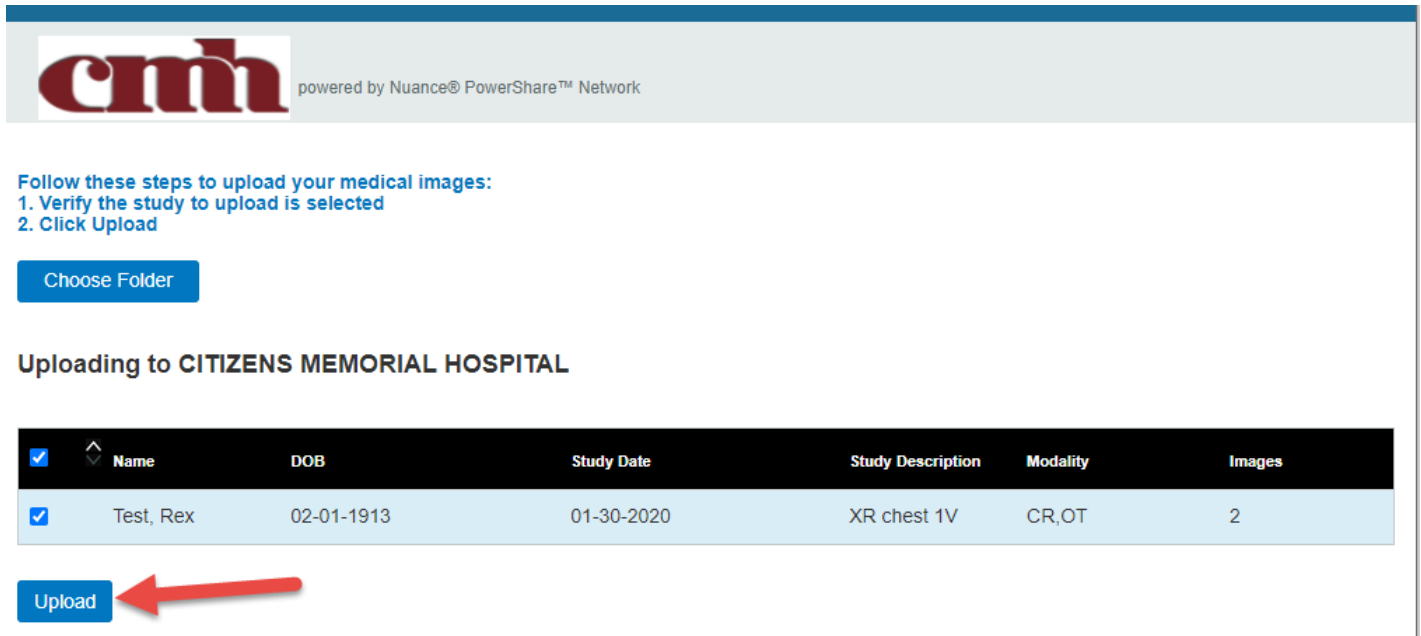 cmh powered by Nuance® PowerShare™ Network
Follow these steps to upload your medical images:
1. Verify the study to upload is selected
2. Click Upload
Choose Folder
Uploading to CITIZENS MEMORIAL HOSPITAL
Name DOB Study Date Study Description Modality Images
Test, Rex 02-01-1913 01-30-2020 XR chest 1V CR,OT 2
Upload